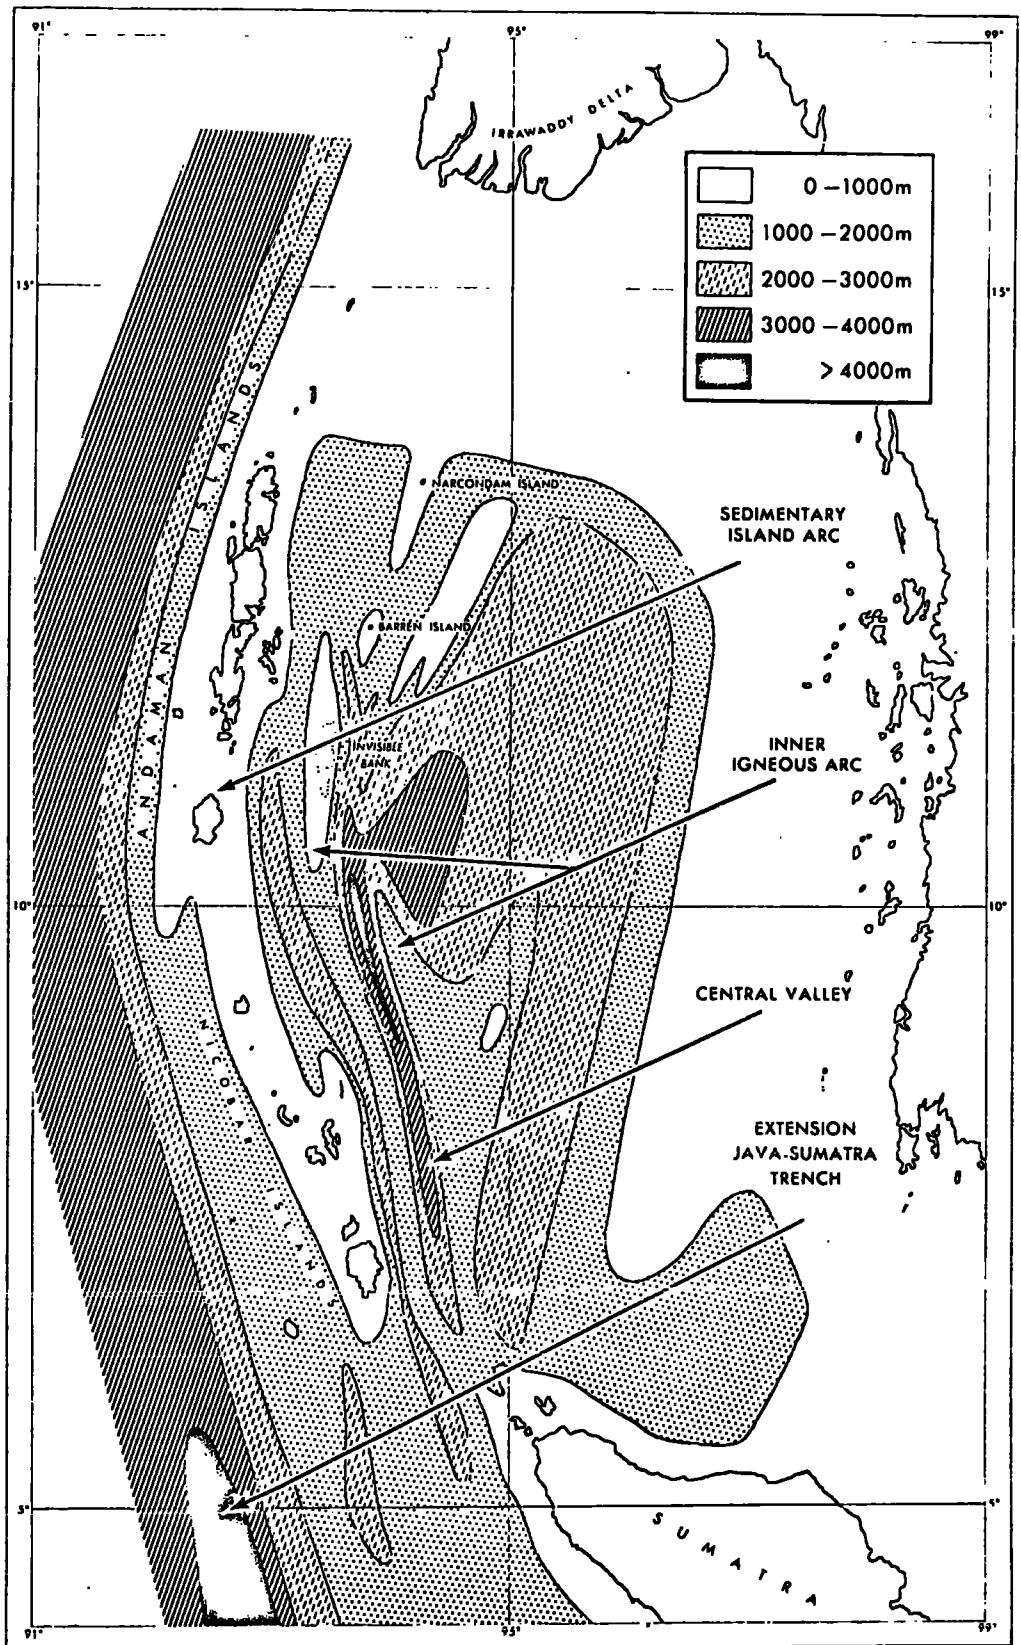 91°
95°
99°
IRRAWADDY DELTA
0 – 1000m
1000 – 2000m
2000 – 3000m
3000 – 4000m
> 4000m
15°
15°
ANDAMAN ISLANDS
NARCONDAM ISLAND
SEDIMENTARY
ISLAND ARC
BARREN ISLAND
INVISIBLE
BANK
INNER
IGNEOUS ARC
10°
10°
CENTRAL VALLEY
NICOBAR ISLANDS
EXTENSION
JAVA-SUMATRA
TRENCH
5°
5°
SUMATRA
91°
95°
99°